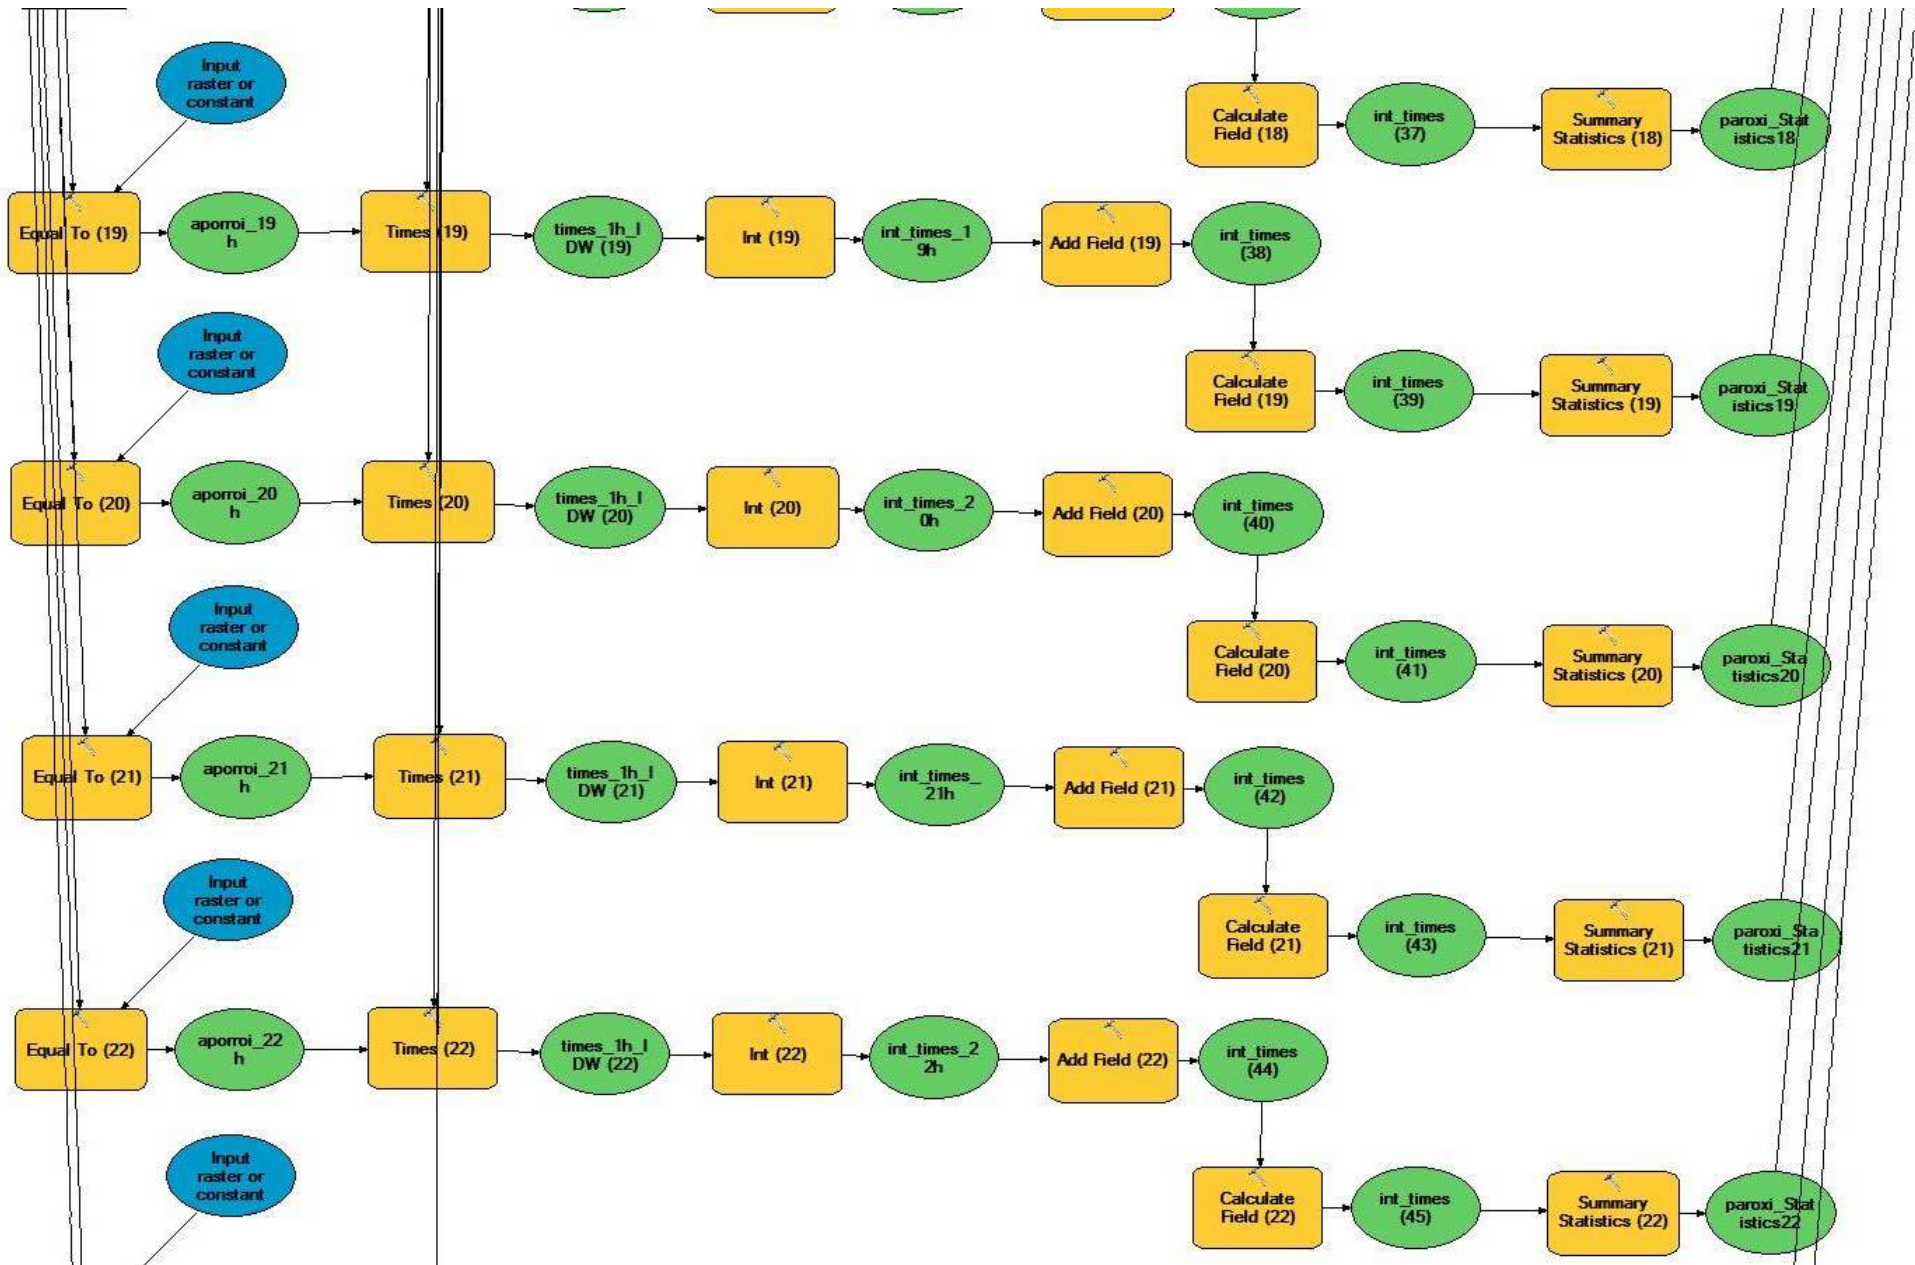 Input
raster or
constant
Calculate
Field (18)
int_times
(37)
Summary
Statistics (18)
paroxi_Stat
istics18
Equal To (19)
aporroi_19
h
Times (19)
times_1h_I
DW (19)
Int (19)
int_times_1
9h
Add Field (19)
int_times
(38)
Input
raster or
constant
Calculate
Field (19)
int_times
(39)
Summary
Statistics (19)
paroxi_Stat
istics19
Equal To (20)
aporroi_20
h
Times (20)
times_1h_I
DW (20)
Int (20)
int_times_2
0h
Add Field (20)
int_times
(40)
Input
raster or
constant
Calculate
Field (20)
int_times
(41)
Summary
Statistics (20)
paroxi_Sta
tistics20
Equal To (21)
aporroi_21
h
Times (21)
times_1h_I
DW (21)
Int (21)
int_times_
21h
Add Field (21)
int_times
(42)
Input
raster or
constant
Calculate
Field (21)
int_times
(43)
Summary
Statistics (21)
paroxi_Sta
tistics21
Equal To (22)
aporroi_22
h
Times (22)
times_1h_I
DW (22)
Int (22)
int_times_2
2h
Add Field (22)
int_times
(44)
Input
raster or
constant
Calculate
Field (22)
int_times
(45)
Summary
Statistics (22)
paroxi_Stat
istics22